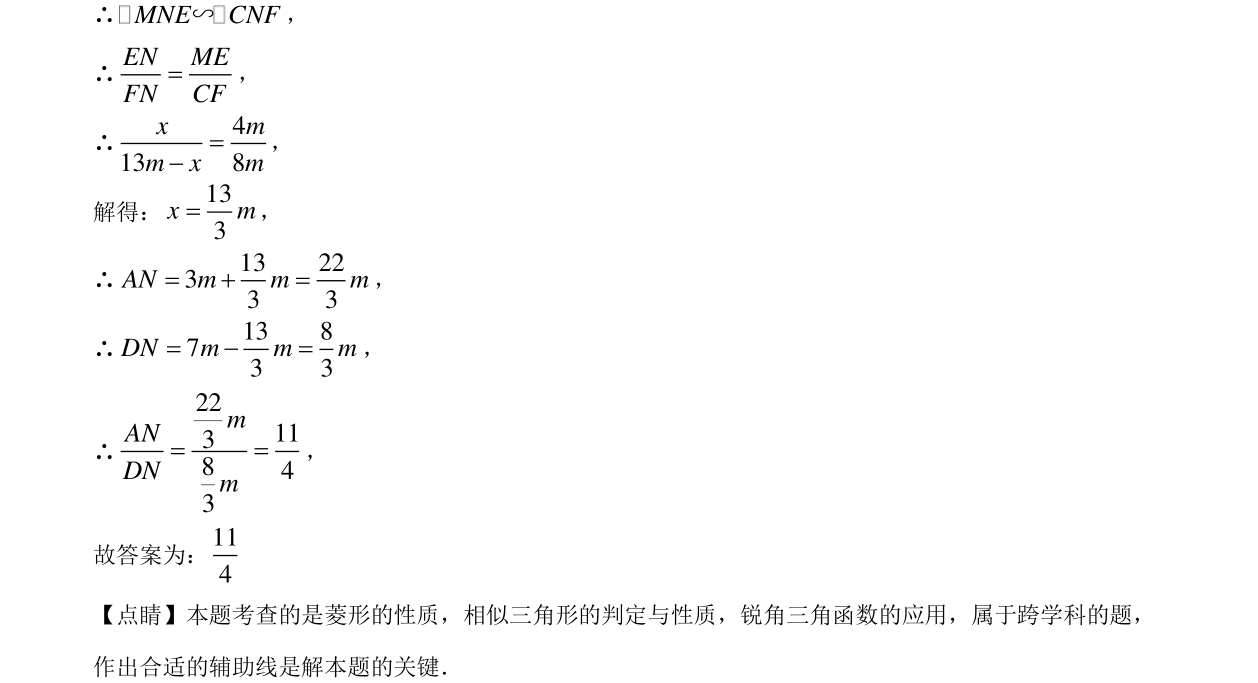 ∴□MNE∽□CNF，
∴EN/FN=ME/CF，
∴x/(13m−x)=4m/8m，
解得：x=13/3 m，
∴AN=3m+13/3 m=22/3 m，
∴DN=7m−13/3 m=8/3 m，
∴AN/DN=(22/3 m)/(8/3 m)=11/4，
故答案为：11/4
【点睛】本题考查的是菱形的性质，相似三角形的判定与性质，锐角三角函数的应用，属于跨学科的题，
作出合适的辅助线是解本题的关键．